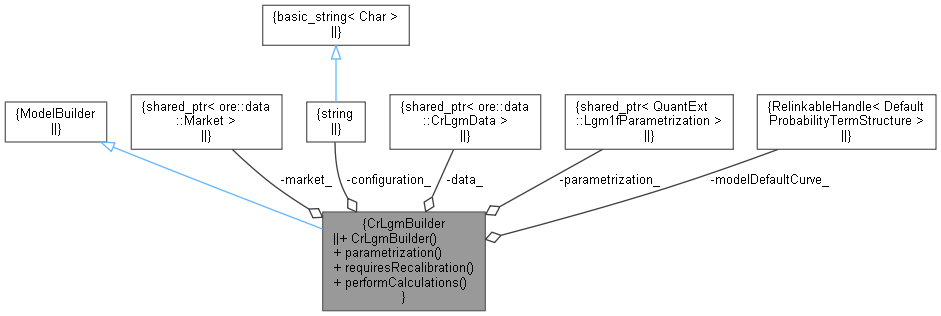 {basic_string< Char >
||}
{ModelBuilder
||}
{shared_ptr< ore::data
::Market >
||}
{string
||}
{shared_ptr< ore::data
::CrLgmData >
||}
{shared_ptr< QuantExt
::Lgm1fParametrization >
||}
{RelinkableHandle< Default
ProbabilityTermStructure >
||}
-market_
-configuration_
-data_
-parametrization_
-modelDefaultCurve_
{CrLgmBuilder
||+ CrLgmBuilder()
+ parametrization()
+ requiresRecalibration()
+ performCalculations()
}